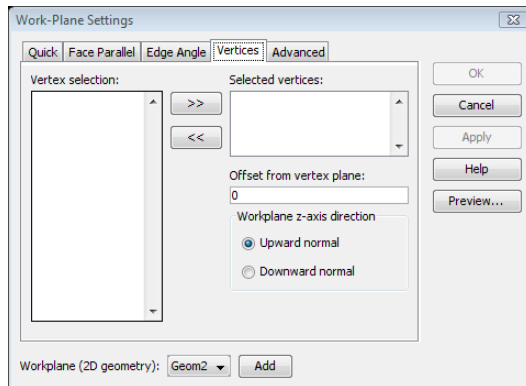 Work-Plane Settings
Quick Face Parallel Edge Angle Vertices Advanced
Vertex selection:
>>
<<
Selected vertices:
Offset from vertex plane:
0
Workplane z-axis direction
Upward normal
Downward normal
OK
Cancel
Apply
Help
Preview...
Workplane (2D geometry): Geom2 Add